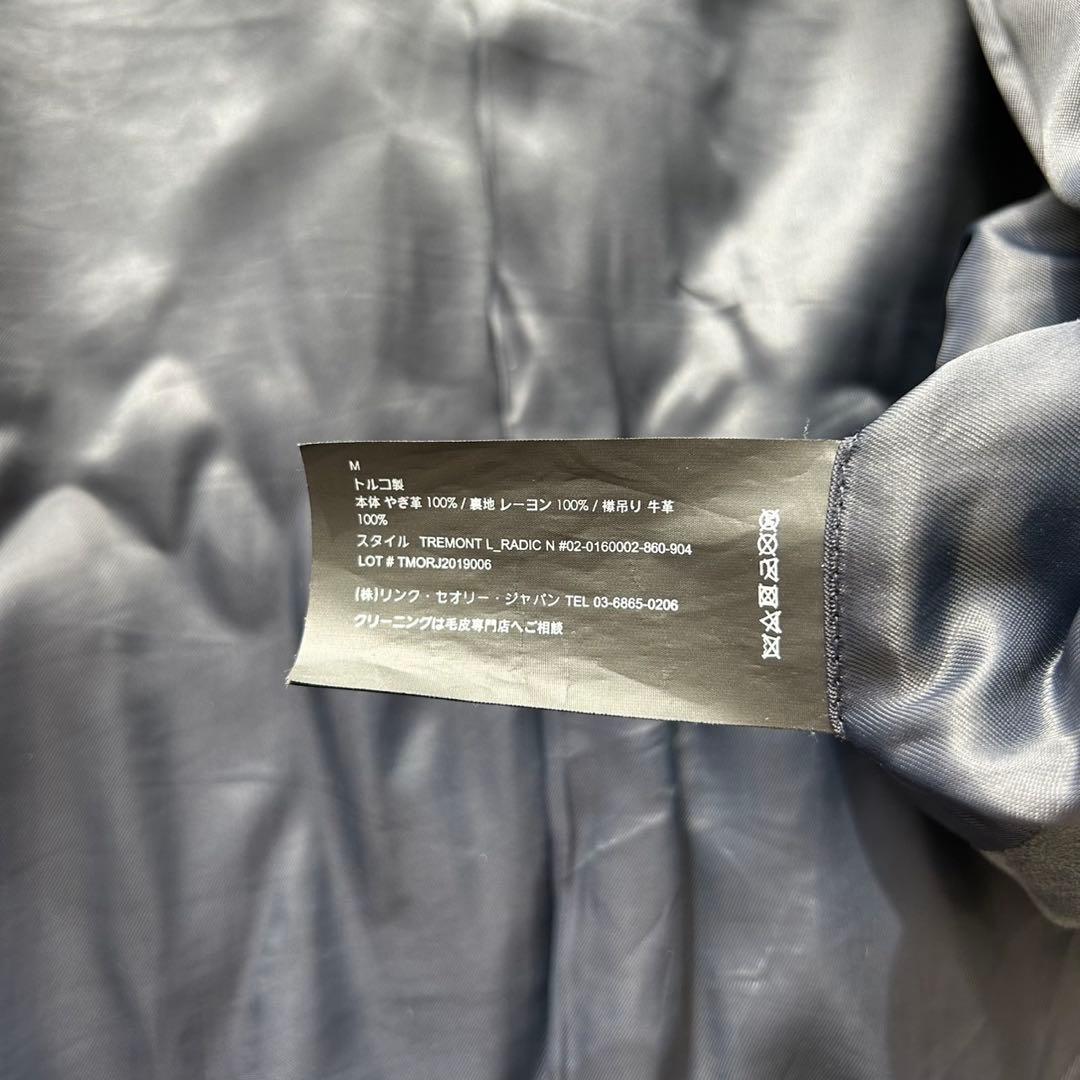 M
トルコ製
本体 やぎ革 100% / 裏地 レーヨン 100% / 襟吊り 牛革
100%
スタイル TREMONT L_RADIC N #02-0160002-860-904
LOT # TMORJ2019006
(株)リンク・セオリー・ジャパン TEL 03-6865-0206
クリーニングは毛皮専門店へご相談